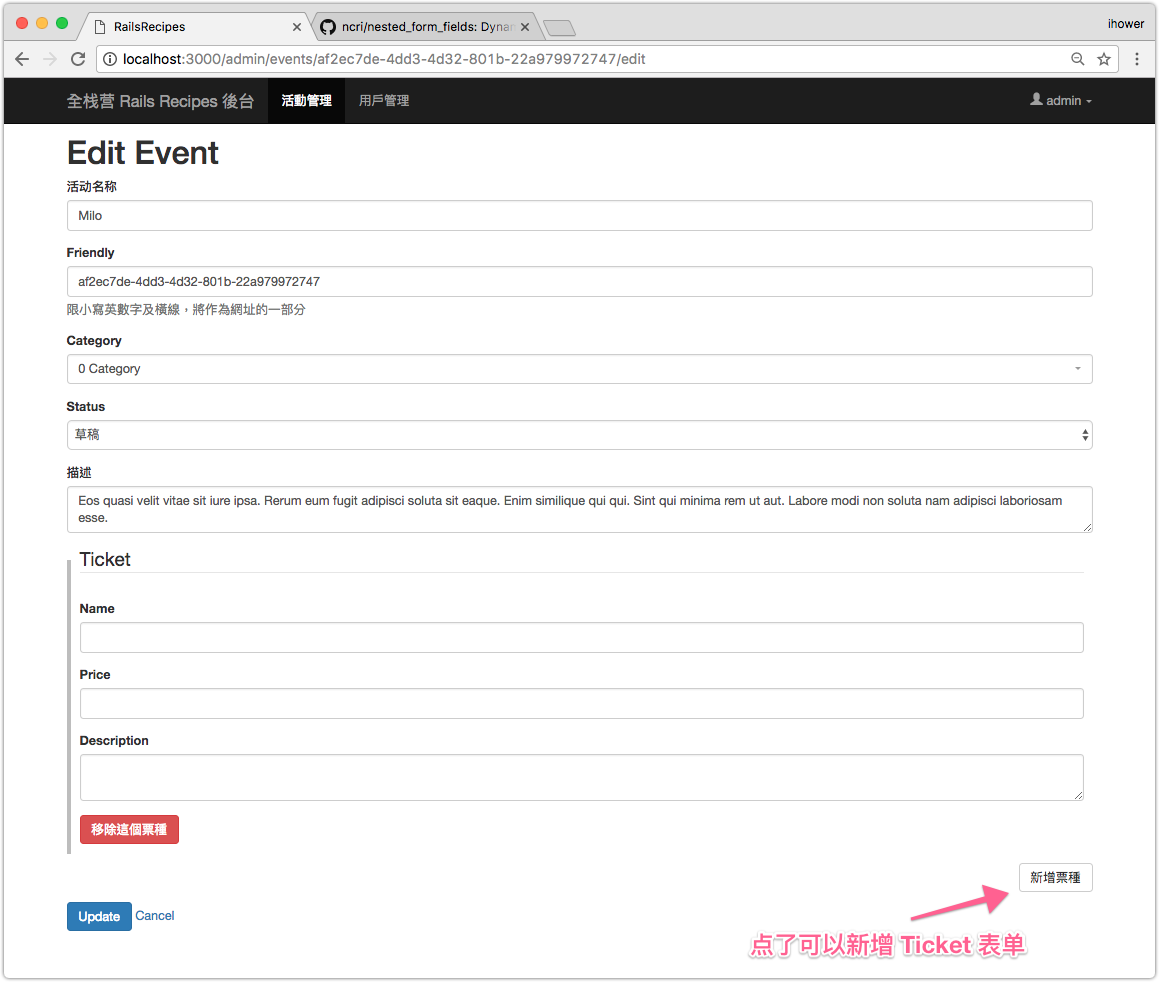 RailsRecipes
ncri/nested_form_fields: Dynan
ihower
localhost:3000/admin/events/af2ec7de-4dd3-4d32-801b-22a979972747/edit
全栈营 Rails Recipes 後台 活動管理 用戶管理 admin
Edit Event
活动名称
Milo
Friendly
af2ec7de-4dd3-4d32-801b-22a979972747
限小寫英數字及橫線，將作為網址的一部分
Category
0 Category
Status
草稿
描述
Eos quasi velit vitae sit iure ipsa. Rerum eum fugit adipisci soluta sit eaque. Enim similique qui qui. Sint qui minima rem ut aut. Labore modi non soluta nam adipisci laboriosam
esse.
Ticket
Name
Price
Description
移除這個票種
新增票種
Update Cancel
点了可以新增 Ticket 表单